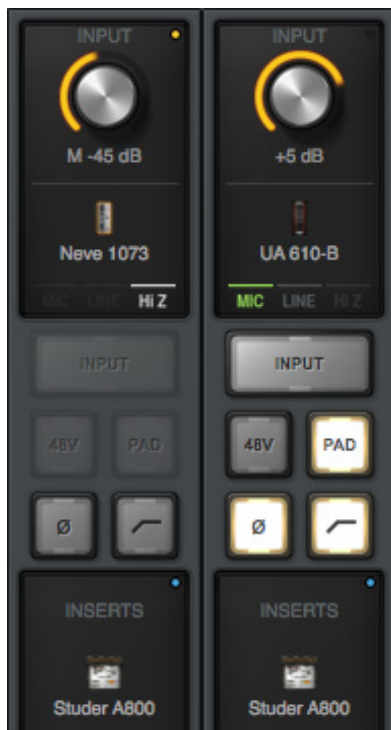 INPUT
M -45 dB
Neve 1073
MIC LINE Hi Z
INPUT
48V PAD
Ø
INSERTS
Studer A800
INPUT
+5 dB
UA 610-B
MIC LINE Hi Z
INPUT
48V PAD
Ø
INSERTS
Studer A800